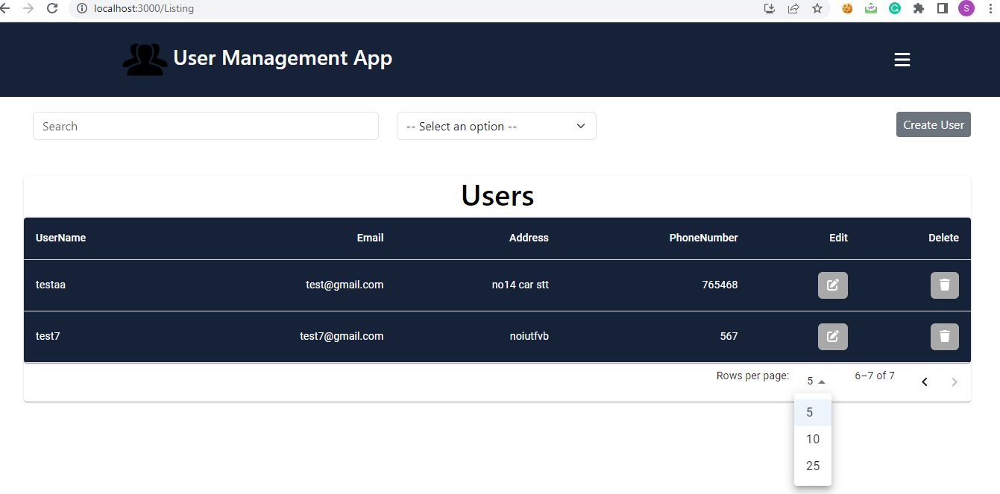 localhost:3000/Listing
S
User Management App
Search
-- Select an option --
Create User
Users
UserName Email Address PhoneNumber Edit Delete
testaa test@gmail.com no14 car stt 765468
test7 test7@gmail.com noiutfvb 567
Rows per page: 5 6–7 of 7
5
10
25